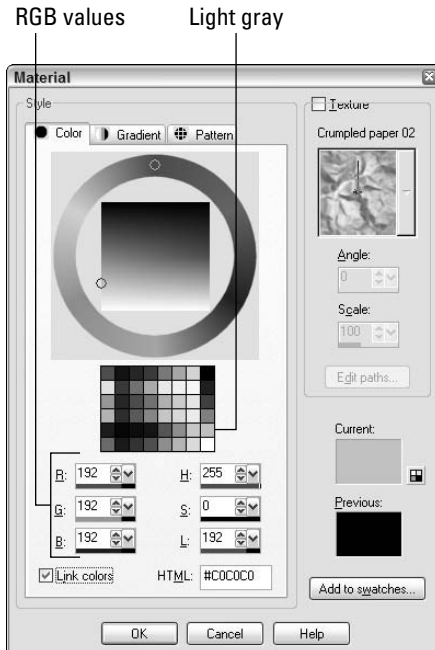 RGB values
Light gray
Material
Style
Color
Gradient
Pattern
Texture
Crumpled paper 02
Angle:
0
Scale:
100
Edit paths...
Current:
Previous:
R: 192
H: 255
G: 192
S: 0
B: 192
L: 192
Link colors
HTML: #C0C0C0
Add to swatches...
OK
Cancel
Help